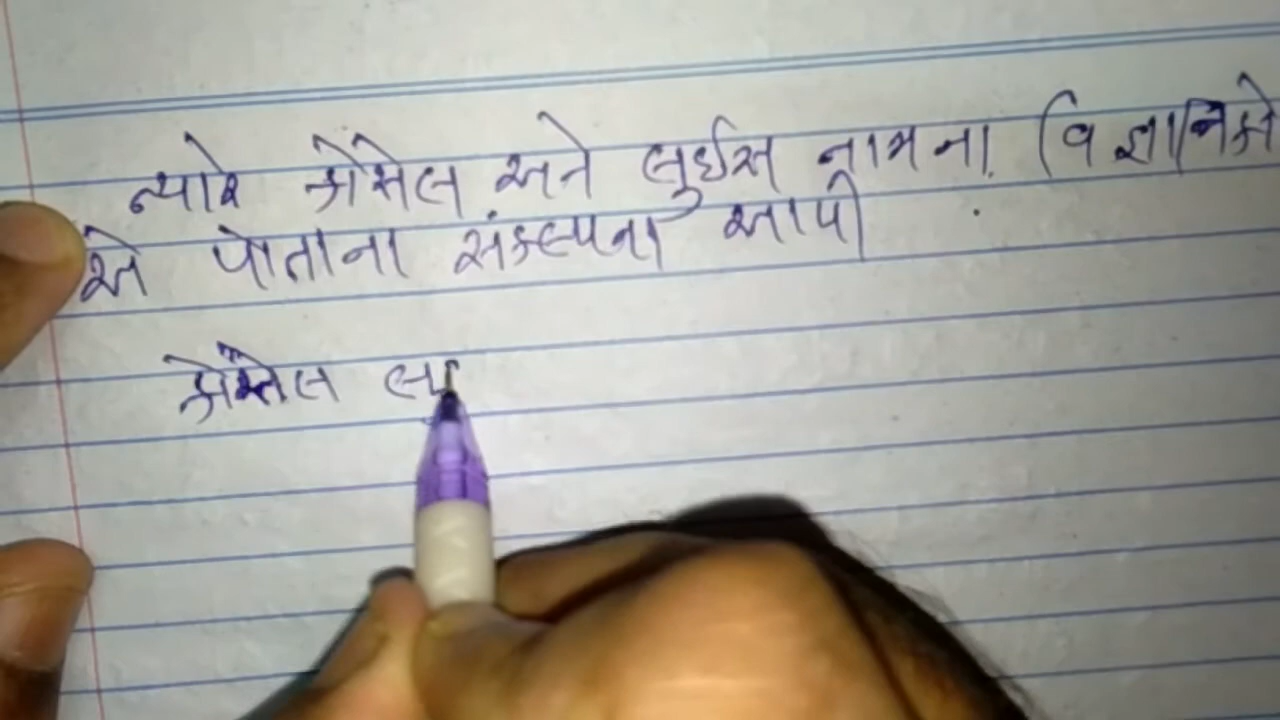 ત્યારે કોસેલ અને લુઈસ નામના વિજ્ઞાનિકો
એ પોતાના સંકલ્પના આપી
કોસેલ લ